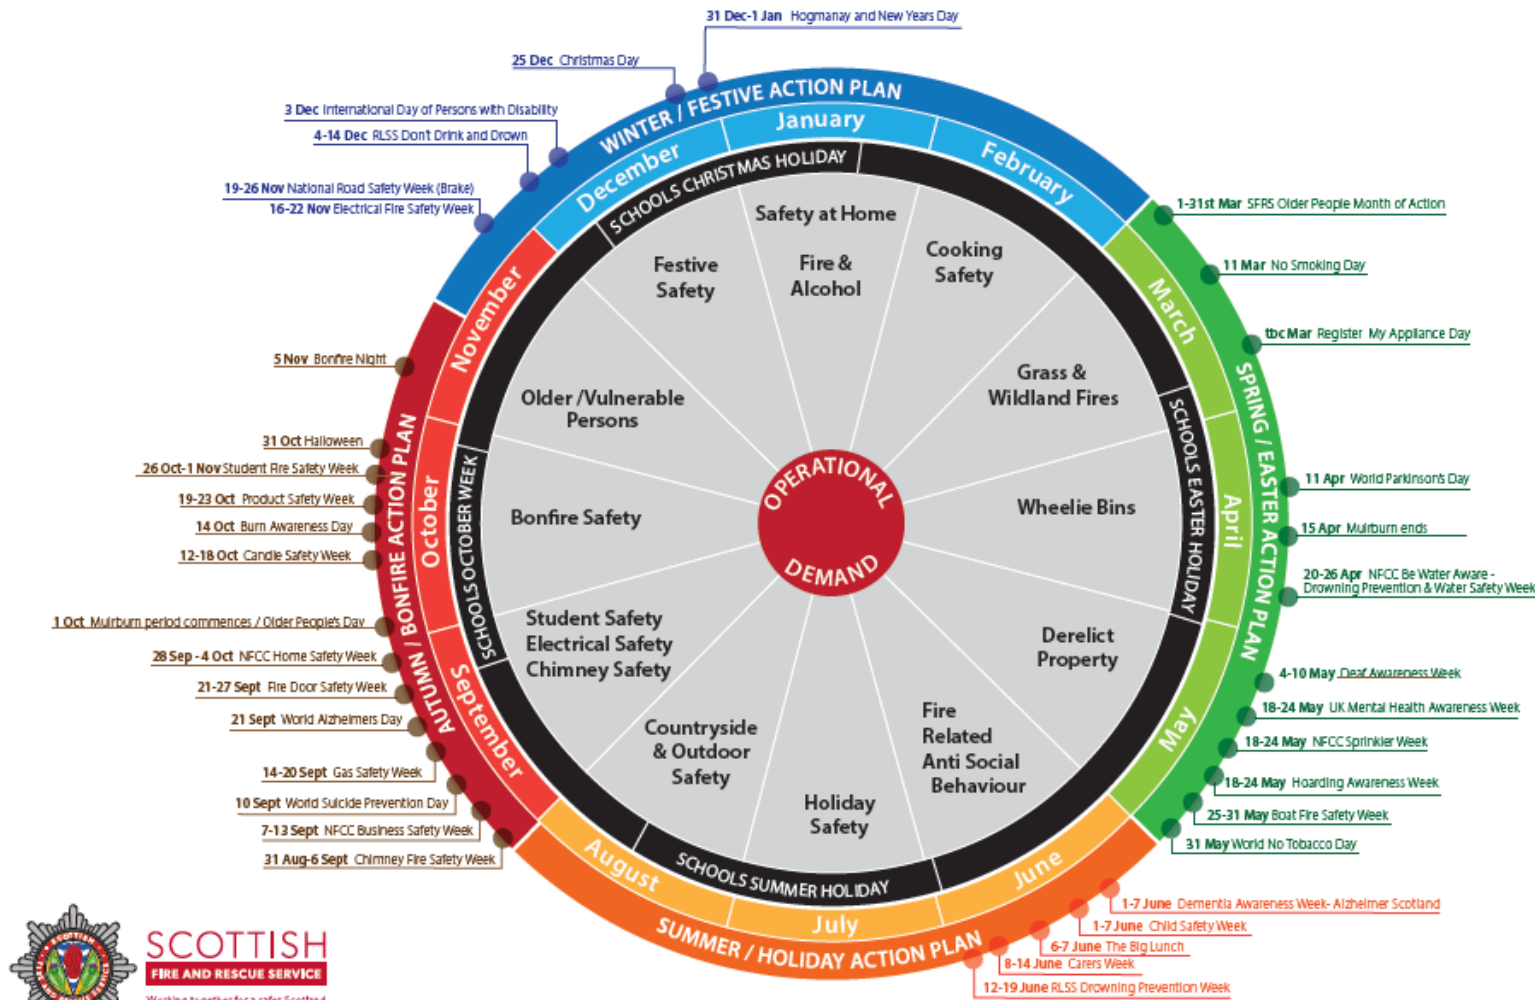 31 Dec-1 Jan Hogmanay and New Years Day
25 Dec Christmas Day
3 Dec International Day of Persons with Disability
4-14 Dec RLSS Don't Drink and Drown
19-26 Nov National Road Safety Week (Brake)
16-22 Nov Electrical Fire Safety Week
5 Nov Bonfire Night
31 Oct Halloween
26 Oct-1 Nov Student Fire Safety Week
19-23 Oct Product Safety Week
14 Oct Burn Awareness Day
12-18 Oct Candle Safety Week
1 Oct Muirburn period commences / Older People's Day
28 Sep - 4 Oct NFCC Home Safety Week
21-27 Sept Fire Door Safety Week
21 Sept World Alzheimers Day
14-20 Sept Gas Safety Week
10 Sept World Suicide Prevention Day
7-13 Sept NFCC Business Safety Week
31 Aug-6 Sept Chimney Fire Safety Week
WINTER / FESTIVE ACTION PLAN
December
January
February
SCHOOLS CHRISTMAS HOLIDAY
SPRING / EASTER ACTION PLAN
March
April
May
SCHOOLS EASTER HOLIDAY
SUMMER / HOLIDAY ACTION PLAN
June
July
August
SCHOOLS SUMMER HOLIDAY
AUTUMN / BONFIRE ACTION PLAN
September
October
November
SCHOOLS OCTOBER WEEK
Safety at Home
Fire &
Alcohol
Cooking
Safety
Grass &
Wildland Fires
Wheelie Bins
Derelict
Property
Fire
Related
Anti Social
Behaviour
Holiday
Safety
Countryside
& Outdoor
Safety
Student Safety
Electrical Safety
Chimney Safety
Bonfire Safety
Older /Vulnerable
Persons
Festive
Safety
OPERATIONAL
DEMAND
1-31st Mar SFRS Older People Month of Action
11 Mar No Smoking Day
tbc Mar Register My Appliance Day
11 Apr World Parkinson's Day
15 Apr Muirburn ends
20-26 Apr NFCC Be Water Aware -
Drowning Prevention & Water Safety Week
4-10 May Deaf Awareness Week
18-24 May UK Mental Health Awareness Week
18-24 May NFCC Sprinkler Week
18-24 May Hoarding Awareness Week
25-31 May Boat Fire Safety Week
31 May World No Tobacco Day
1-7 June Dementia Awareness Week- Alzheimer Scotland
1-7 June Child Safety Week
6-7 June The Big Lunch
8-14 June Carers Week
12-19 June RLSS Drowning Prevention Week
SCOTTISH
SCOTTISH
FIRE AND RESCUE SERVICE
Working together for a safer Scotland